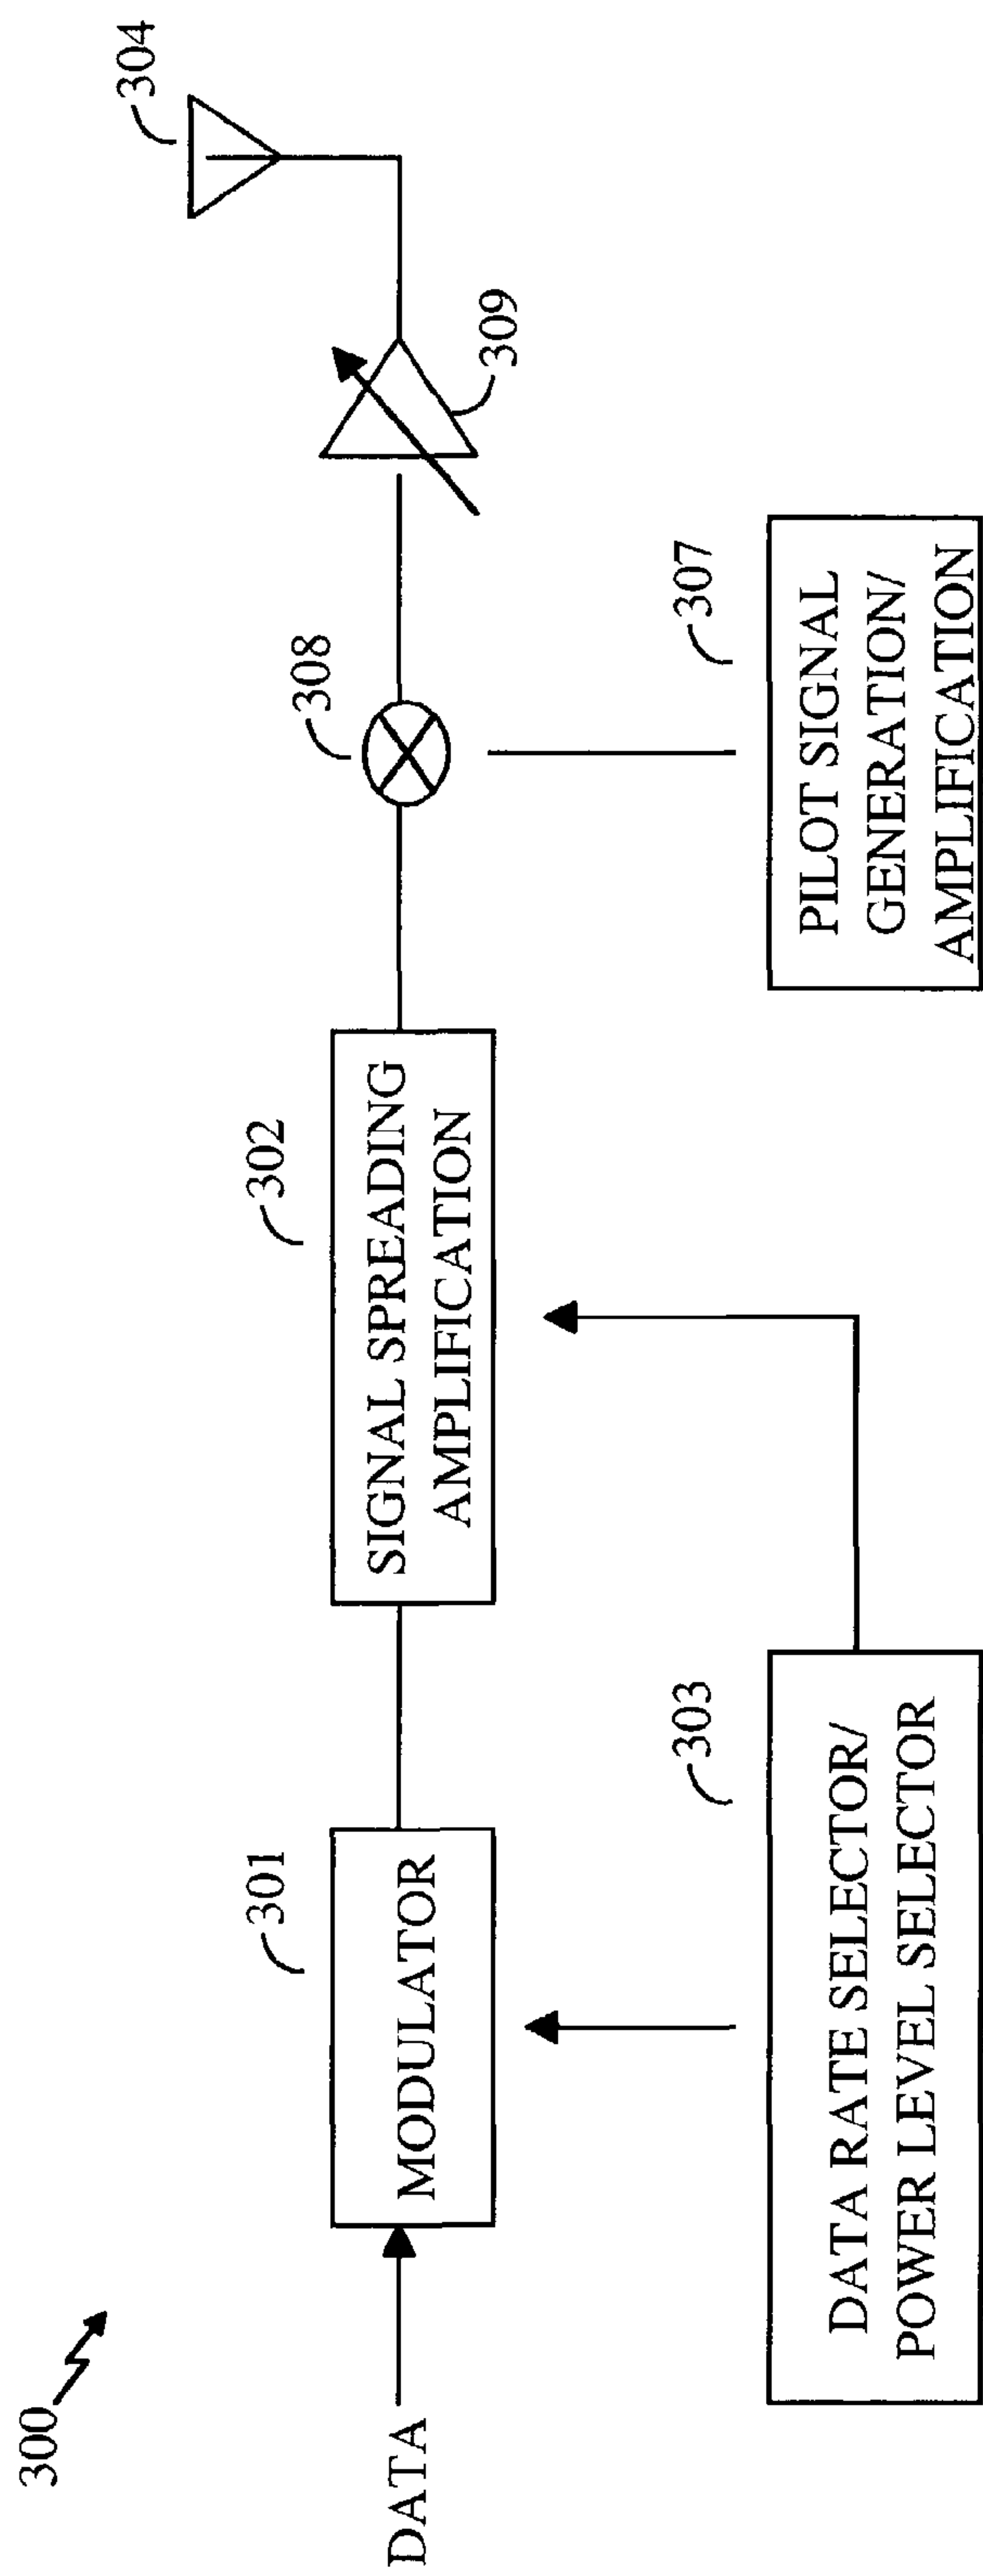 300
DATA
301
MODULATOR
302
SIGNAL SPREADING
AMPLIFICATION
308
309
304
303
DATA RATE SELECTOR/
POWER LEVEL SELECTOR
307
PILOT SIGNAL
GENERATION/
AMPLIFICATION